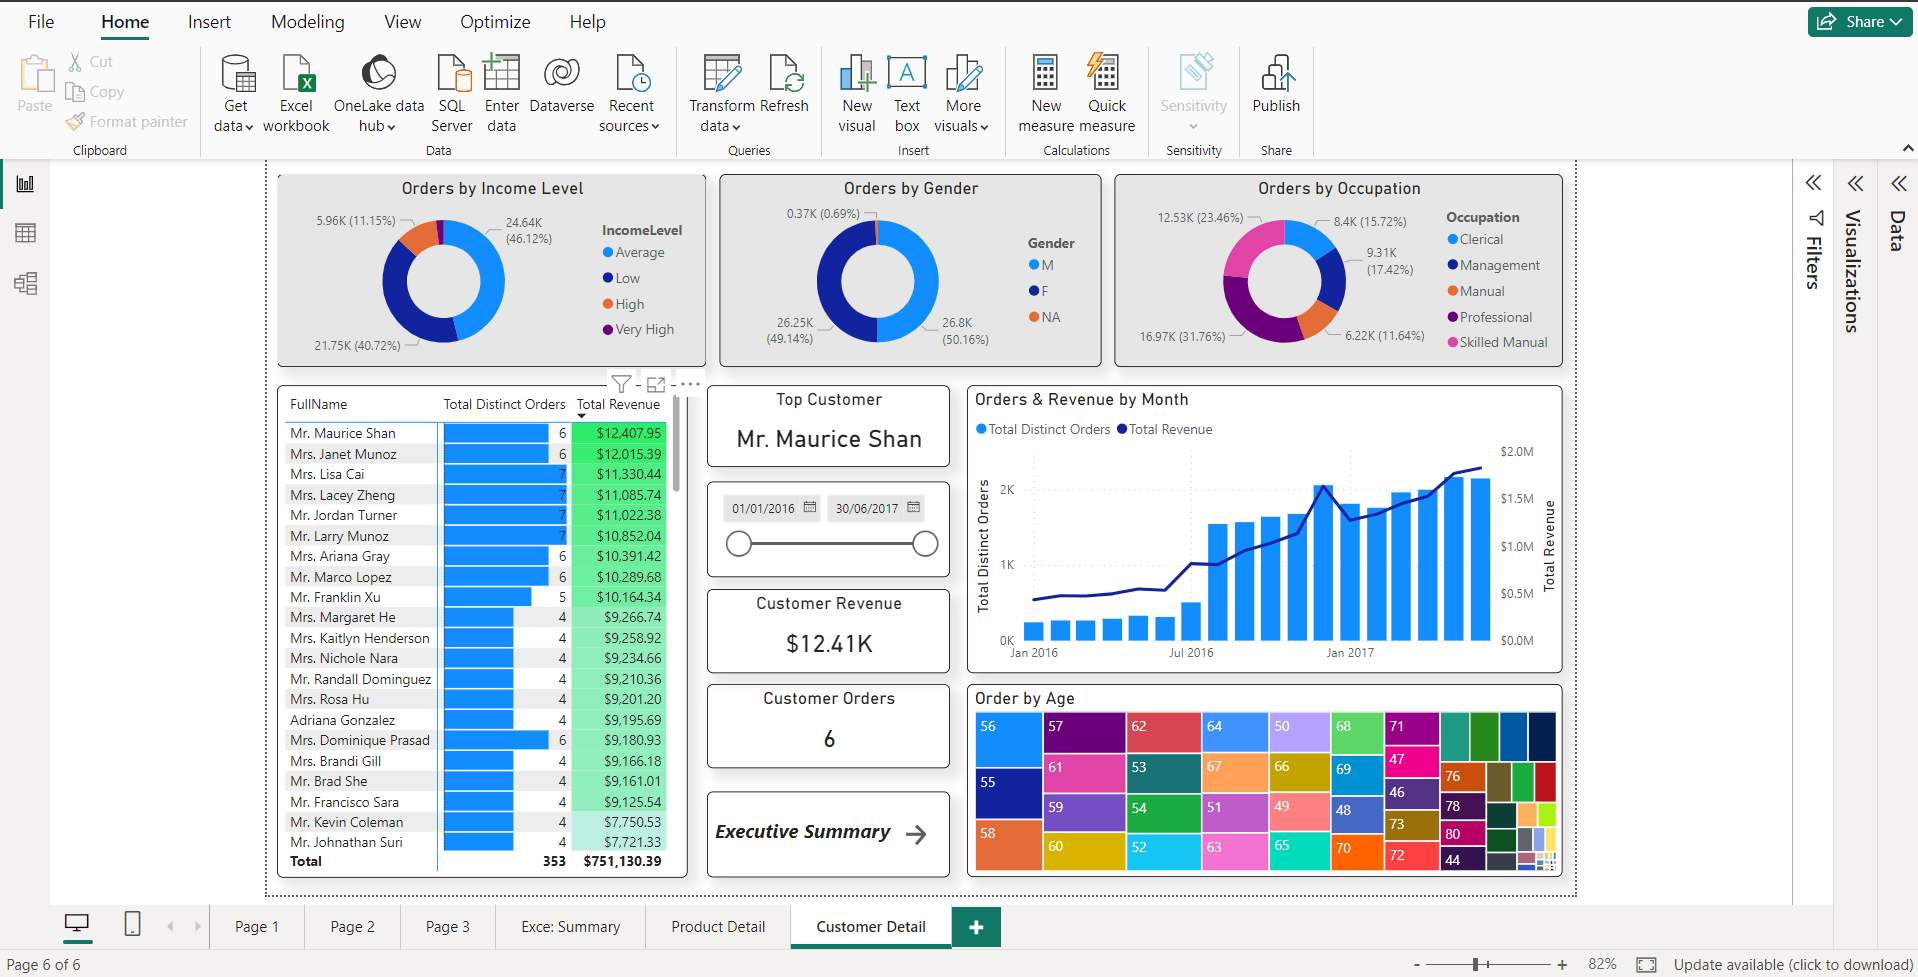 File Home Insert Modeling View Optimize Help
Share
Paste
Cut
Copy
Format painter
Clipboard
Get data
Excel workbook
OneLake data hub
SQL Server
Enter data
Dataverse
Recent sources
Data
Transform data
Refresh
Queries
New visual
Text box
More visuals
Insert
New measure
Quick measure
Calculations
Sensitivity
Sensitivity
Publish
Share
Orders by Income Level
5.96K (11.15%)
24.64K
(46.12%)
21.75K (40.72%)
IncomeLevel
Average
Low
High
Very High
Orders by Gender
0.37K (0.69%)
26.25K
(49.14%)
26.8K
(50.16%)
Gender
M
F
NA
Orders by Occupation
12.53K (23.46%)
8.4K (15.72%)
9.31K
(17.42%)
16.97K (31.76%)
6.22K (11.64%)
Occupation
Clerical
Management
Manual
Professional
Skilled Manual
Filters
Visualizations
Data
FullName Total Distinct Orders Total Revenue
Mr. Maurice Shan 6 $12,407.95
Mrs. Janet Munoz 6 $12,015.39
Mrs. Lisa Cai 7 $11,330.44
Mrs. Lacey Zheng 7 $11,085.74
Mr. Jordan Turner 7 $11,022.38
Mr. Larry Munoz 7 $10,852.04
Mrs. Ariana Gray 6 $10,391.42
Mr. Marco Lopez 6 $10,289.68
Mr. Franklin Xu 5 $10,164.34
Mrs. Margaret He 4 $9,266.74
Mrs. Kaitlyn Henderson 4 $9,258.92
Mrs. Nichole Nara 4 $9,234.66
Mr. Randall Dominguez 4 $9,210.36
Mrs. Rosa Hu 4 $9,201.20
Adriana Gonzalez 4 $9,195.69
Mrs. Dominique Prasad 6 $9,180.93
Mrs. Brandi Gill 4 $9,166.18
Mr. Brad She 4 $9,161.01
Mr. Francisco Sara 4 $9,125.54
Mr. Kevin Coleman 4 $7,750.53
Mr. Johnathan Suri 4 $7,721.33
Total 353 $751,130.39
Top Customer
Mr. Maurice Shan
01/01/2016 30/06/2017
Customer Revenue
$12.41K
Customer Orders
6
Executive Summary
Orders & Revenue by Month
Total Distinct Orders Total Revenue
Total Distinct Orders
2K
1K
0K
Jan 2016 Jul 2016 Jan 2017
$2.0M
$1.5M
$1.0M
$0.5M
$0.0M
Total Revenue
Order by Age
56 57 62 64 50 68 71
55 61 53 67 66 69 47 76
58 59 54 51 49 48 46 78
60 52 63 65 70 73 80
72 44
Page 1 Page 2 Page 3 Exce: Summary Product Detail Customer Detail +
Page 6 of 6
- + 82% Update available (click to download)